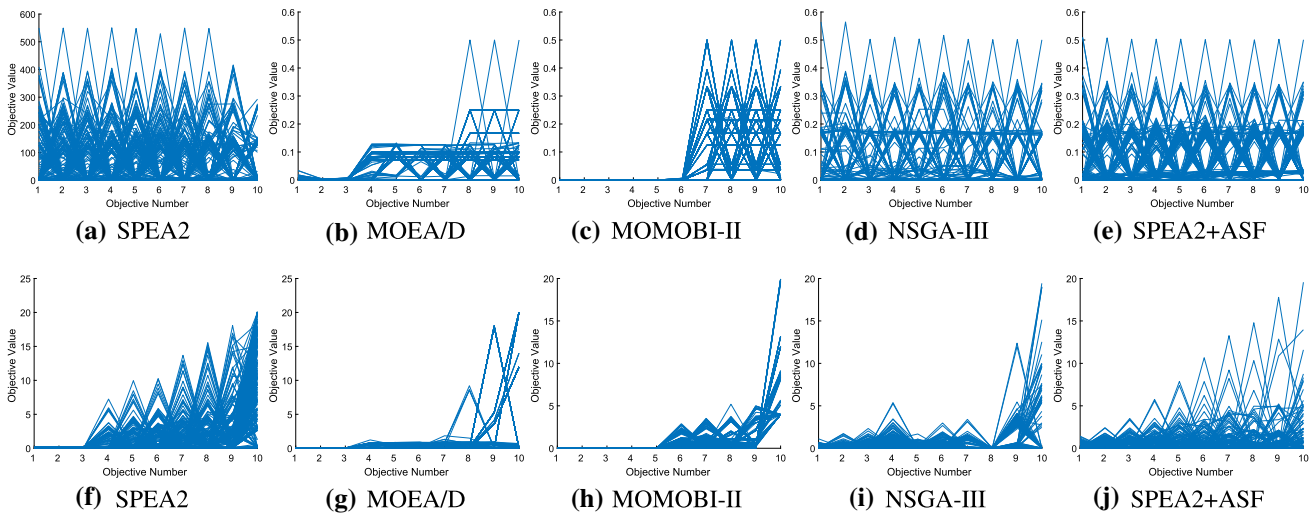 600
500
400
300
200
100
0
Objective Value
1 2 3 4 5 6 7 8 9 10
Objective Number
(a) SPEA2
0.6
0.5
0.4
0.3
0.2
0.1
0
Objective Value
1 2 3 4 5 6 7 8 9 10
Objective Number
(b) MOEA/D
0.6
0.5
0.4
0.3
0.2
0.1
0
Objective Value
1 2 3 4 5 6 7 8 9 10
Objective Number
(c) MOMOBI-II
0.6
0.5
0.4
0.3
0.2
0.1
0
Objective Value
1 2 3 4 5 6 7 8 9 10
Objective Number
(d) NSGA-III
0.6
0.5
0.4
0.3
0.2
0.1
0
Objective Value
1 2 3 4 5 6 7 8 9 10
Objective Number
(e) SPEA2+ASF
25
20
15
10
5
0
Objective Value
1 2 3 4 5 6 7 8 9 10
Objective Number
(f) SPEA2
25
20
15
10
5
0
Objective Value
1 2 3 4 5 6 7 8 9 10
Objective Number
(g) MOEA/D
20
15
10
5
0
Objective Value
1 2 3 4 5 6 7 8 9 10
Objective Number
(h) MOMOBI-II
20
15
10
5
0
Objective Value
1 2 3 4 5 6 7 8 9 10
Objective Number
(i) NSGA-III
20
15
10
5
0
Objective Value
1 2 3 4 5 6 7 8 9 10
Objective Number
(j) SPEA2+ASF